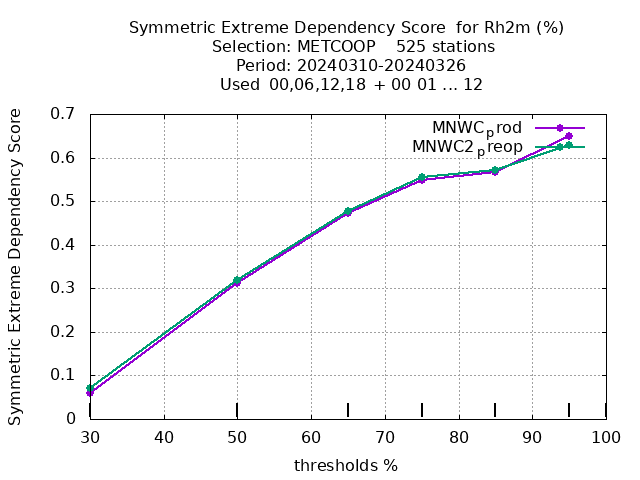 Symmetric Extreme Dependency Score  for Rh2m (%)
Selection: METCOOP    525 stations
Period: 20240310-20240326
Used  00,06,12,18  + 00 01 ... 12
Symmetric Extreme Dependency Score
0.7
0.6
0.5
0.4
0.3
0.2
0.1
0
MNWCprod
MNWC2preop
30 40 50 60 70 80 90 100
thresholds %